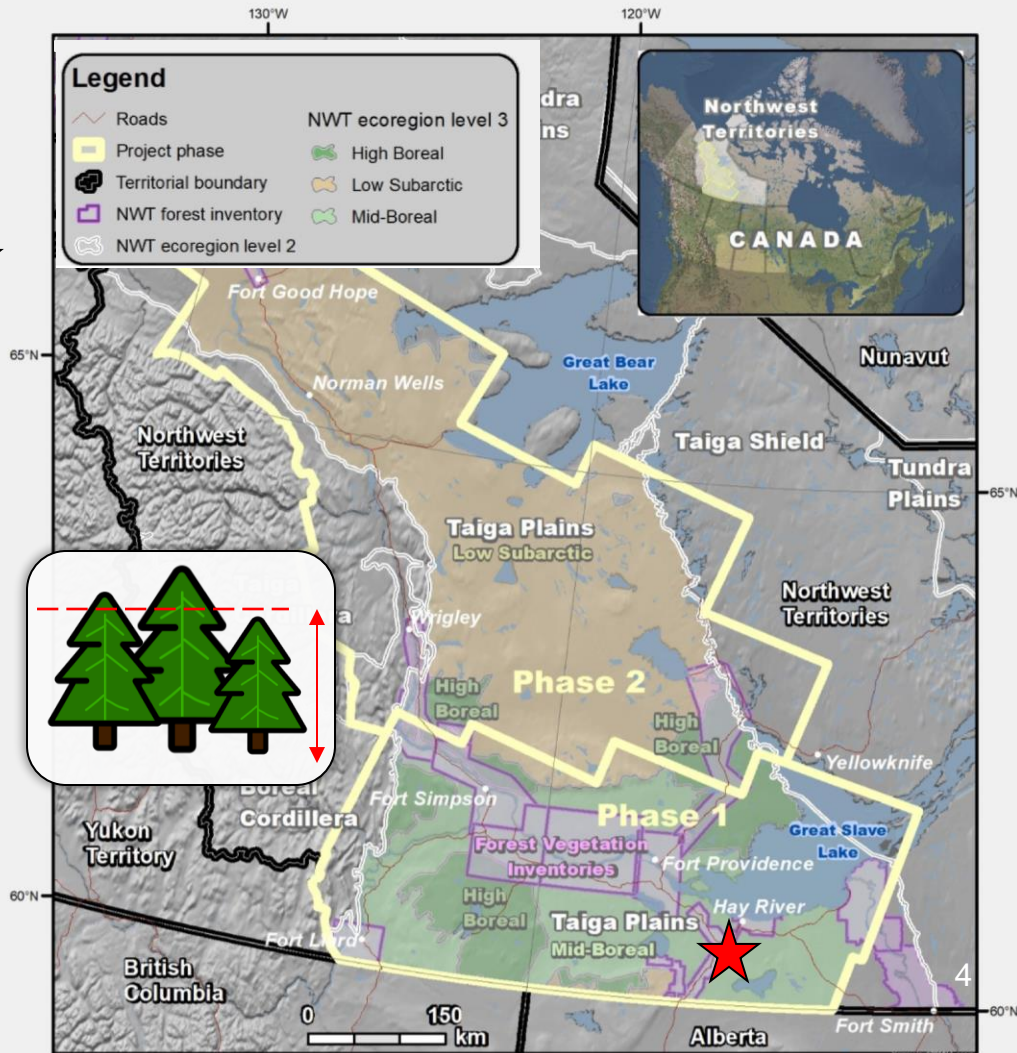 130°W
120°W
Legend
Roads
Project phase
Territorial boundary
NWT forest inventory
NWT ecoregion level 2
NWT ecoregion level 3
High Boreal
Low Subarctic
Mid-Boreal
Northwest
Territories
CANADA
dra
ns
Fort Good Hope
65°N
Great Bear
Lake
Nunavut
Norman Wells
Northwest
Territories
Taiga Shield
Tundra
Plains
65°N
Taiga Plains
Low Subarctic
Northwest
Territories
Wrigley
a
Phase 2
High
Boreal
High
Boreal
Yellowknife
Boreal
Cordillera
Fort Simpson
Phase 1
Great Slave
Lake
Yukon
Territory
Forest Vegetation
Inventories
Fort Providence
60°N
High
Boreal
Hay River
Taiga Plains
Mid-Boreal
Fort Liard
British
Columbia
4
0
150
km
Alberta
Fort Smith
60°N